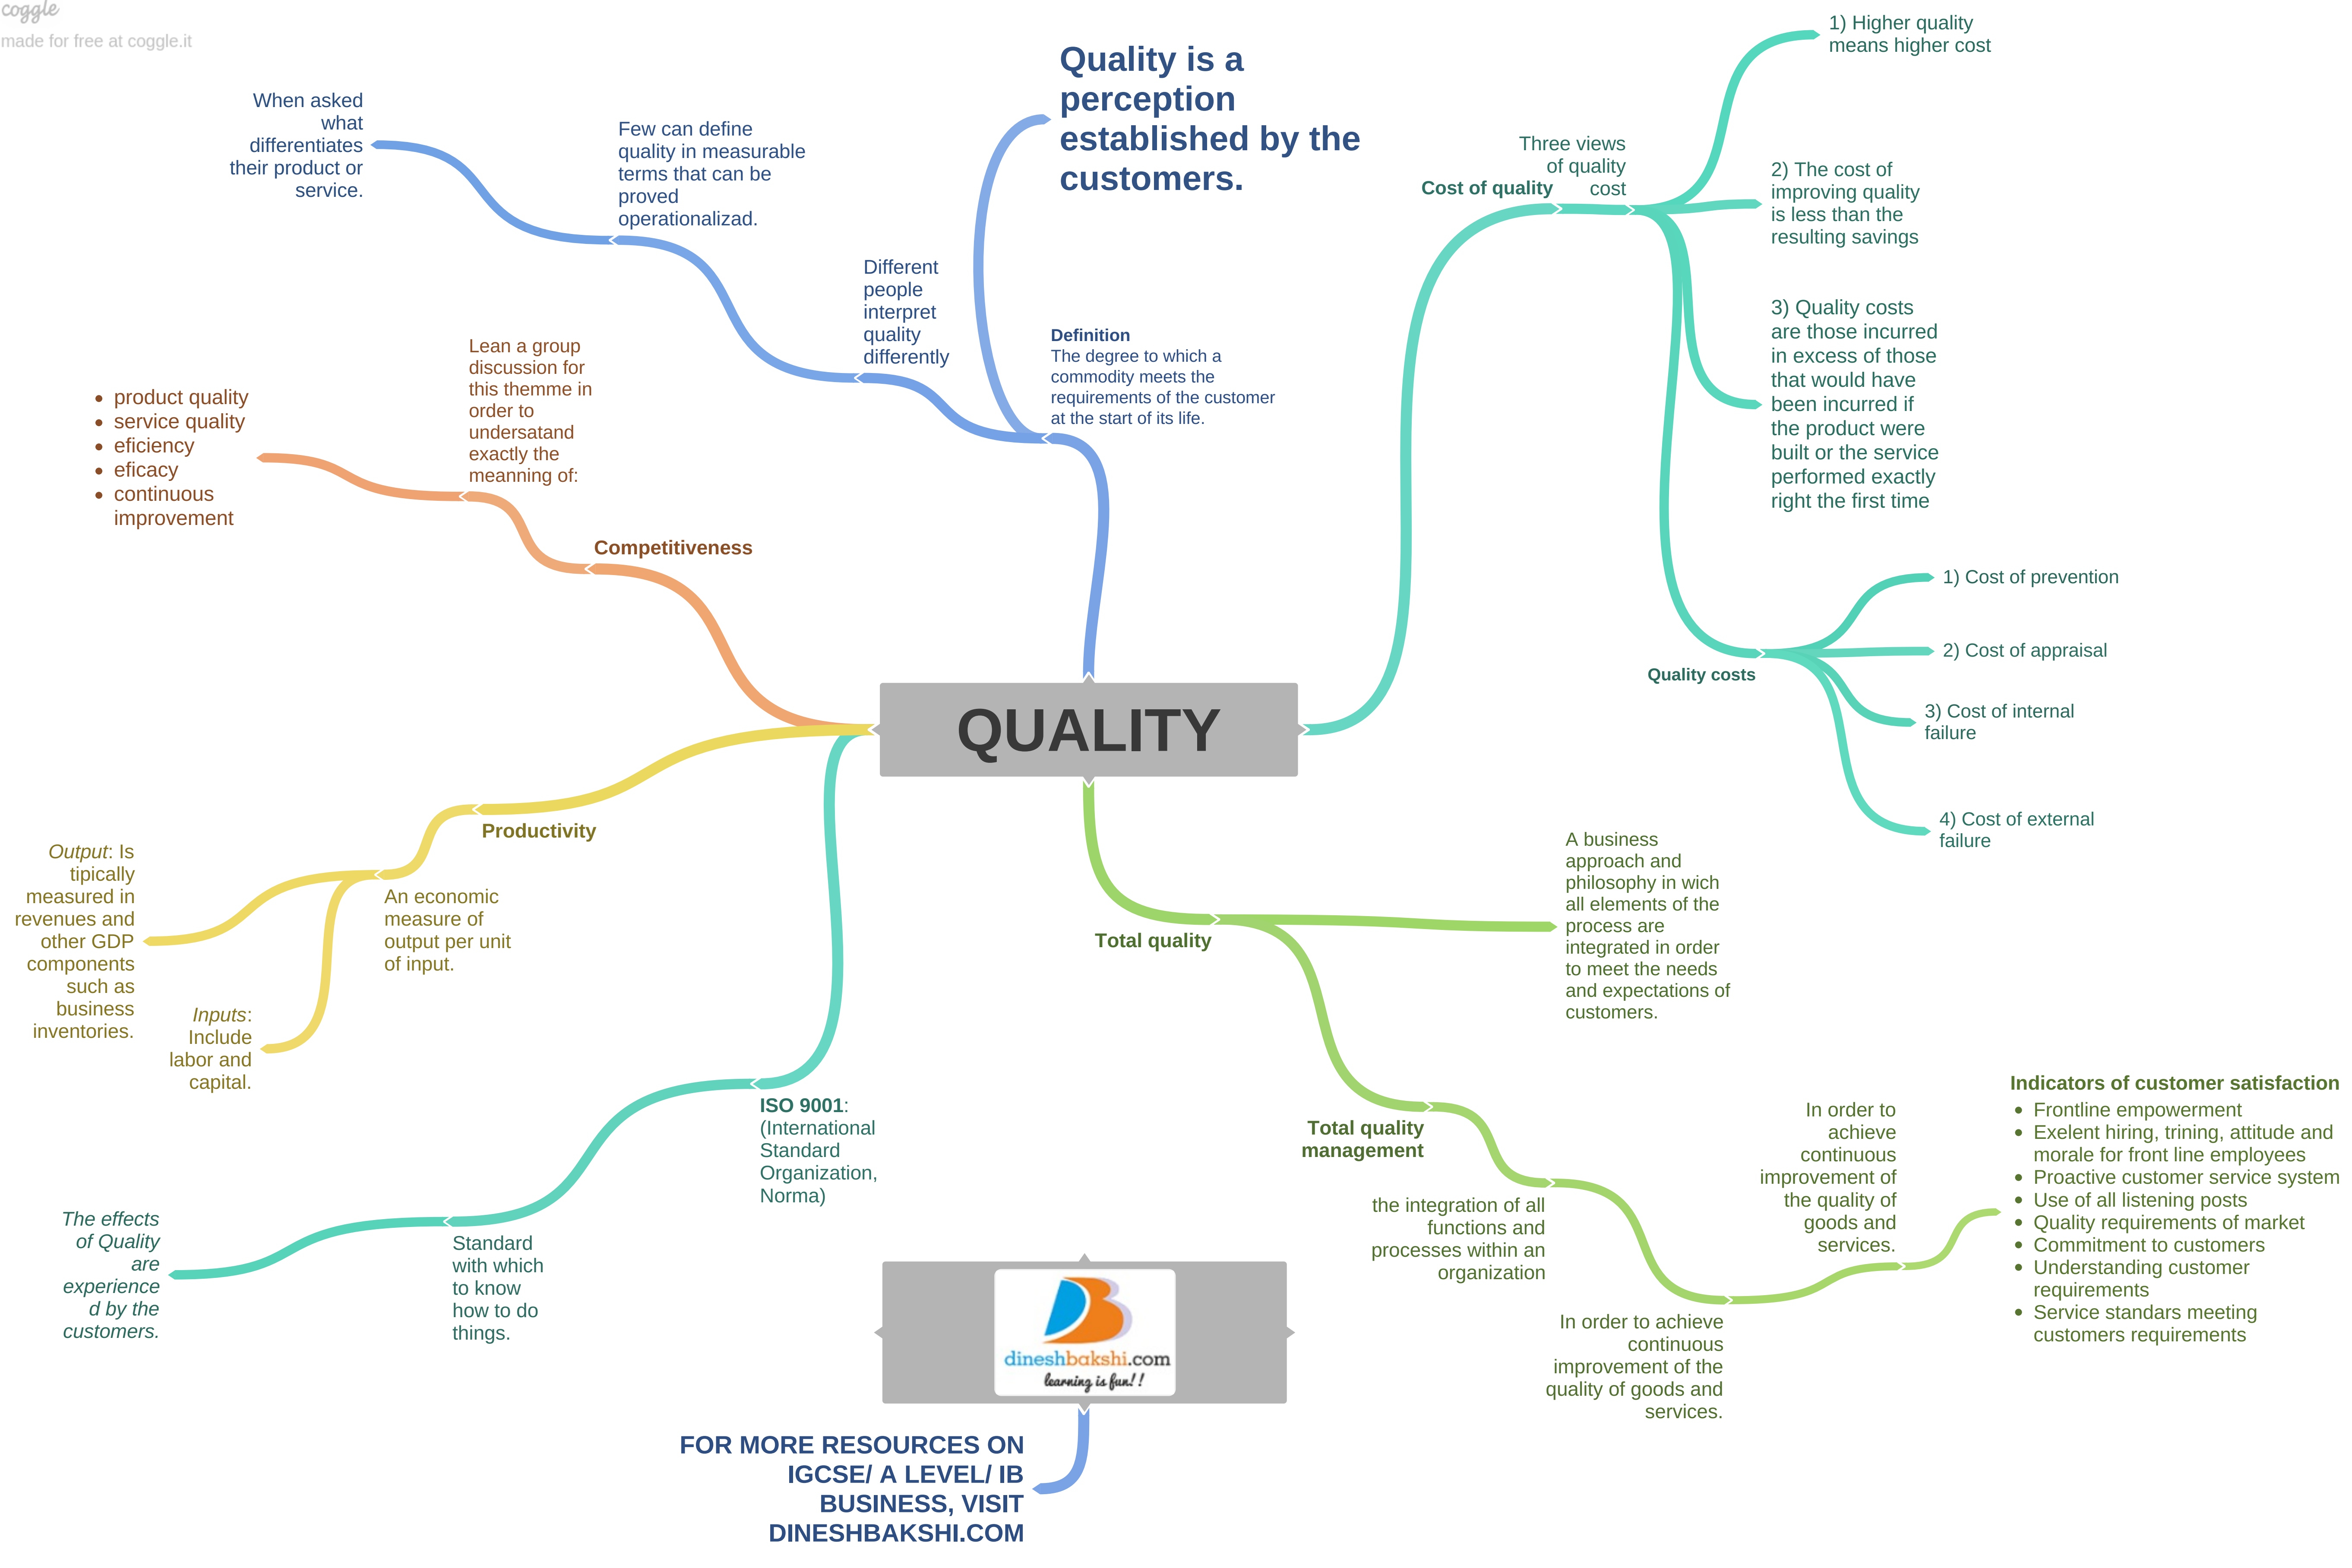 coggle
made for free at coggle.it
Quality is a
perception
established by the
customers.
When asked
what
differentiates
their product or
service.
Few can define
quality in measurable
terms that can be
proved
operationalizad.
Different
people
interpret
quality
differently
Definition
The degree to which a
commodity meets the
requirements of the customer
at the start of its life.
Lean a group
discussion for
this themme in
order to
undersatand
exactly the
meanning of:
product quality
service quality
eficiency
eficacy
continuous
improvement
Competitiveness
QUALITY
Cost of quality
Three views
of quality
cost
1) Higher quality
means higher cost
2) The cost of
improving quality
is less than the
resulting savings
3) Quality costs
are those incurred
in excess of those
that would have
been incurred if
the product were
built or the service
performed exactly
right the first time
Quality costs
1) Cost of prevention
2) Cost of appraisal
3) Cost of internal
failure
4) Cost of external
failure
Productivity
An economic
measure of
output per unit
of input.
Output: Is
tipically
measured in
revenues and
other GDP
components
such as
business
inventories.
Inputs:
Include
labor and
capital.
ISO 9001:
(International
Standard
Organization,
Norma)
Standard
with which
to know
how to do
things.
The effects
of Quality
are
experience
d by the
customers.
Total quality
A business
approach and
philosophy in wich
all elements of the
process are
integrated in order
to meet the needs
and expectations of
customers.
Total quality
management
the integration of all
functions and
processes within an
organization
In order to achieve
continuous
improvement of the
quality of goods and
services.
In order to
achieve
continuous
improvement of
the quality of
goods and
services.
Indicators of customer satisfaction
Frontline empowerment
Exelent hiring, trining, attitude and
morale for front line employees
Proactive customer service system
Use of all listening posts
Quality requirements of market
Commitment to customers
Understanding customer
requirements
Service standars meeting
customers requirements
dineshbakshi.com
learning is fun!!
FOR MORE RESOURCES ON
IGCSE/ A LEVEL/ IB
BUSINESS, VISIT
DINESHBAKSHI.COM